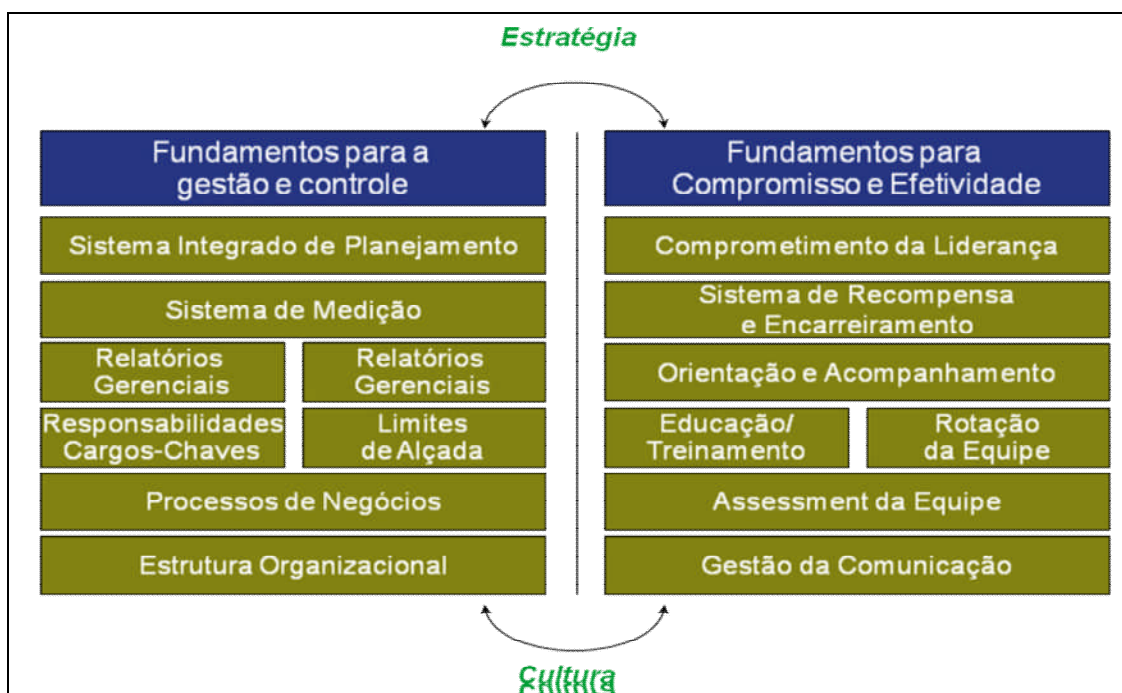 Estratégia
Fundamentos para a
gestão e controle
Sistema Integrado de Planejamento
Sistema de Medição
Relatórios
Gerenciais
Relatórios
Gerenciais
Responsabilidades
Cargos-Chaves
Limites
de Alçada
Processos de Negócios
Estrutura Organizacional
Fundamentos para
Compromisso e Efetividade
Comprometimento da Liderança
Sistema de Recompensa
e Encarreiramento
Orientação e Acompanhamento
Educação/
Treinamento
Rotação
da Equipe
Assessment da Equipe
Gestão da Comunicação
Cultura